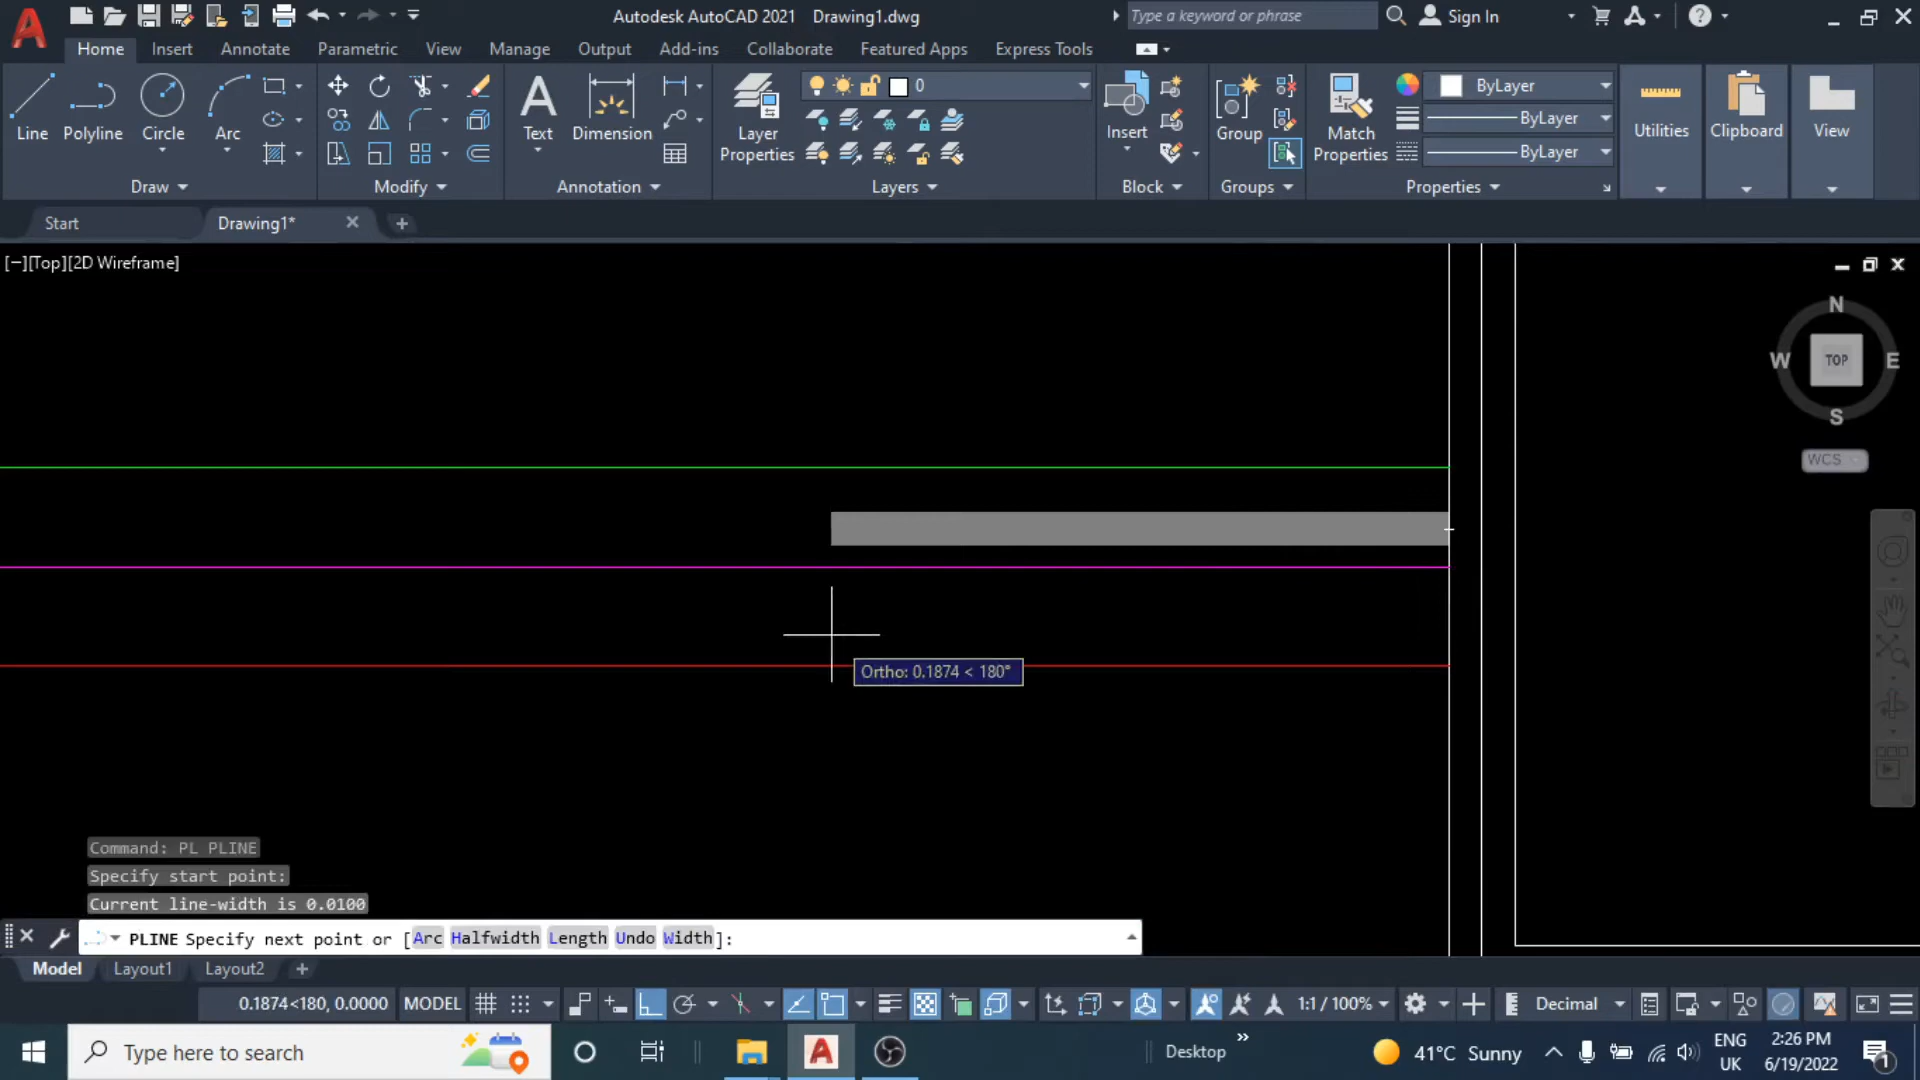 Autodesk AutoCAD 2021 Drawing1.dwg
Type a keyword or phrase
Sign In
Home Insert Annotate Parametric View Manage Output Add-ins Collaborate Featured Apps Express Tools
0
ByLayer
ByLayer
ByLayer
Line Polyline Circle Arc
Text Dimension
Layer Properties
Insert
Group
Match Properties
Utilities Clipboard View
Draw Modify Annotation Layers Block Groups Properties
Start Drawing1*
[−][Top][2D Wireframe]
N
W TOP E
S
WCS
Ortho: 0.1874 < 180°
Command: PL PLINE
Specify start point:
Current line-width is 0.0100
PLINE Specify next point or [Arc Halfwidth Length Undo Width]:
Model Layout1 Layout2
0.1874<180, 0.0000 MODEL 1:1 / 100% Decimal
Type here to search
Desktop
41°C Sunny
ENG
UK
2:26 PM
6/19/2022
1